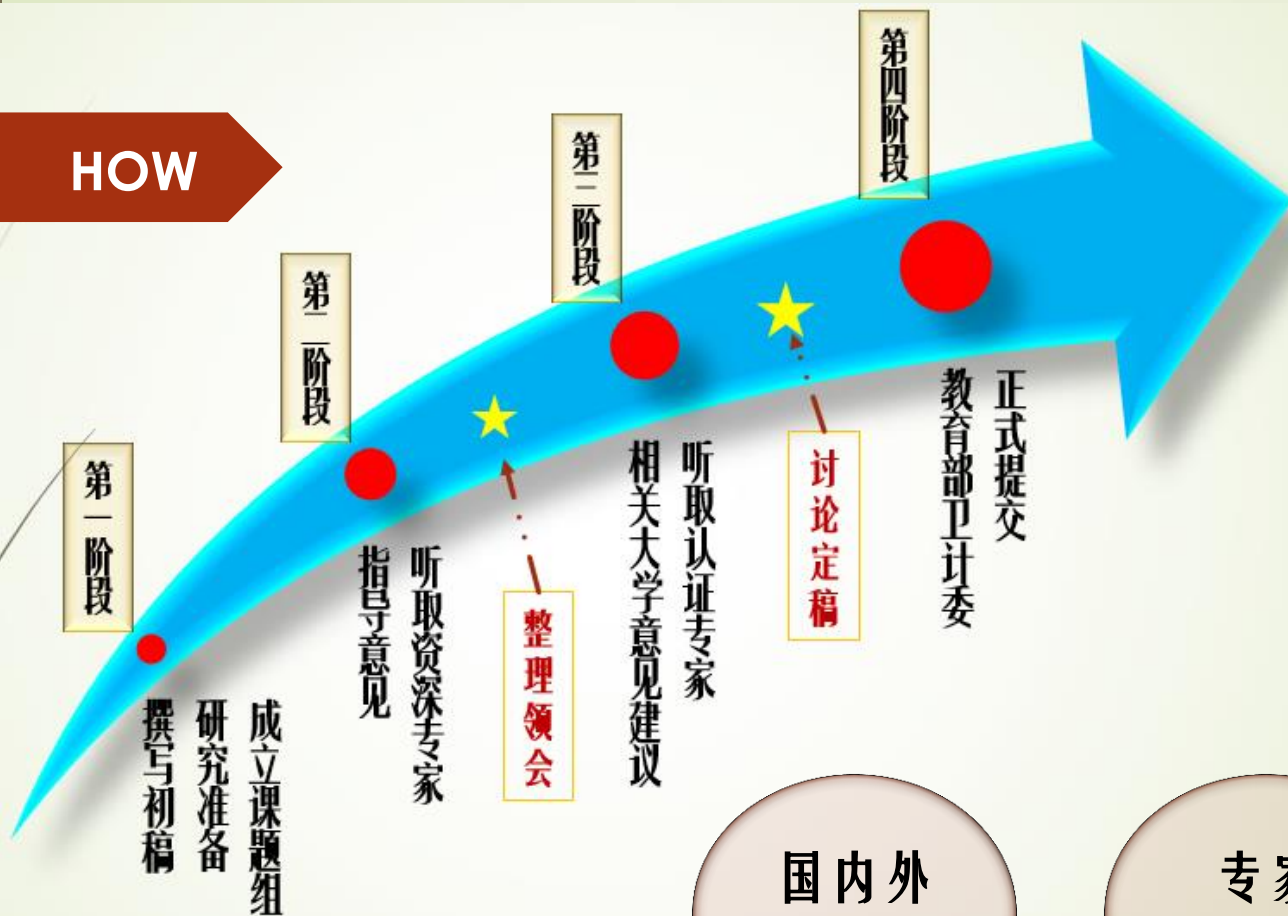 HOW
第一阶段
成立课题组
研究准备
撰写初稿
第二阶段
听取资深专家
指导意见
整理领会
第三阶段
听取认证专家
相关大学意见建议
讨论定稿
第四阶段
正式提交
教育部卫计委
国内外
专